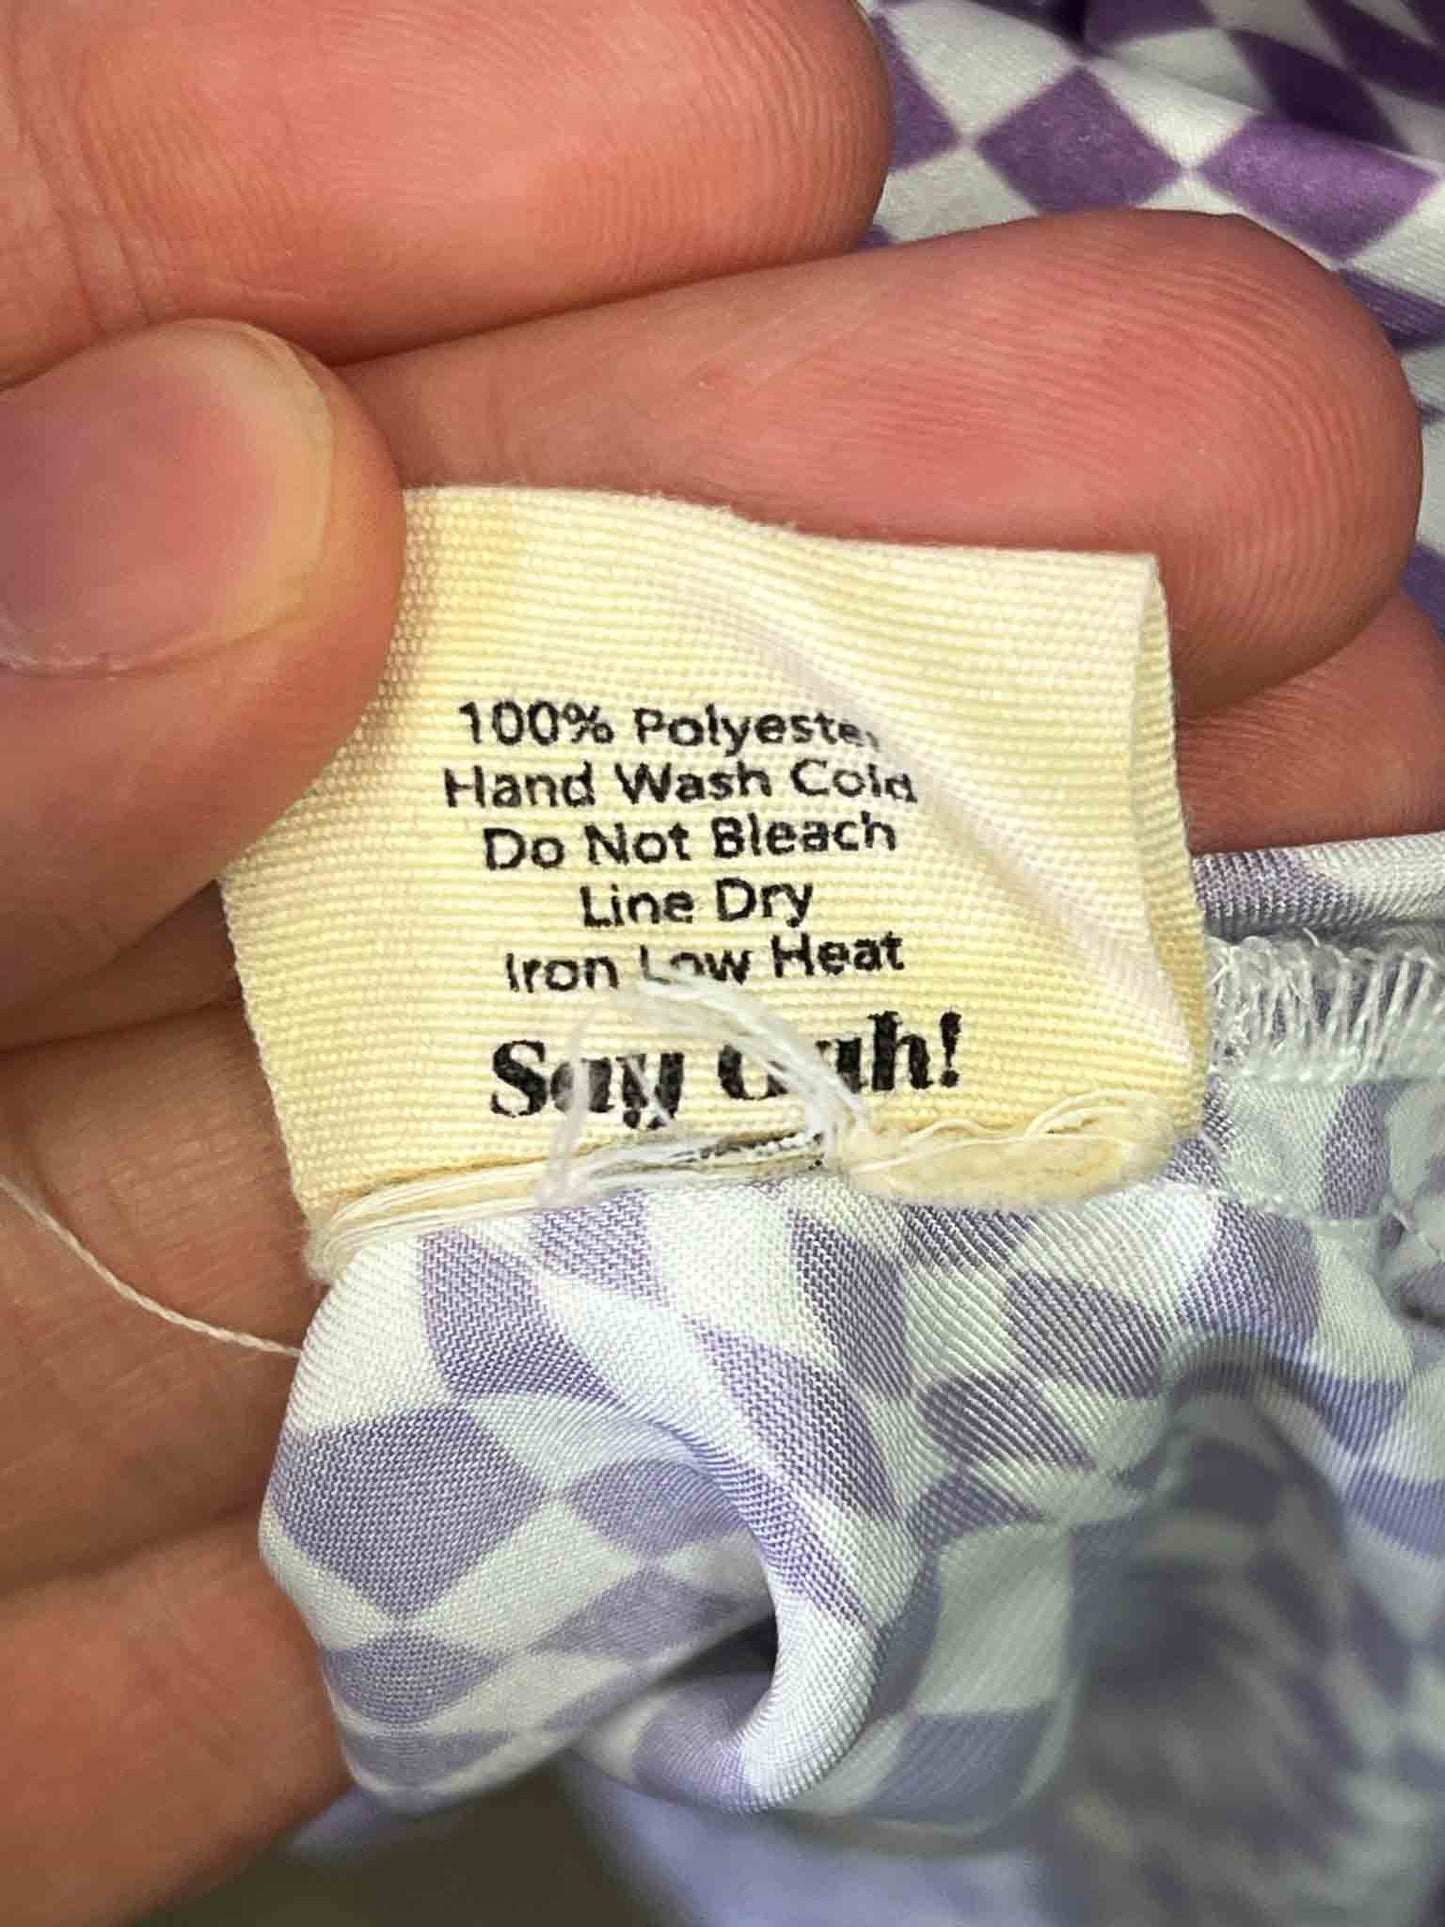 100% Polyester
Hand Wash Cold
Do Not Bleach
Line Dry
Iron Low Heat
Say